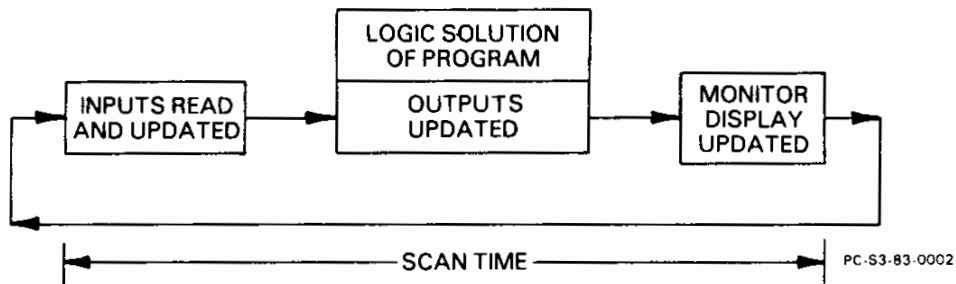 INPUTS READ
AND UPDATED
LOGIC SOLUTION
OF PROGRAM
OUTPUTS
UPDATED
MONITOR
DISPLAY
UPDATED
SCAN TIME
PC-S3-83-0002